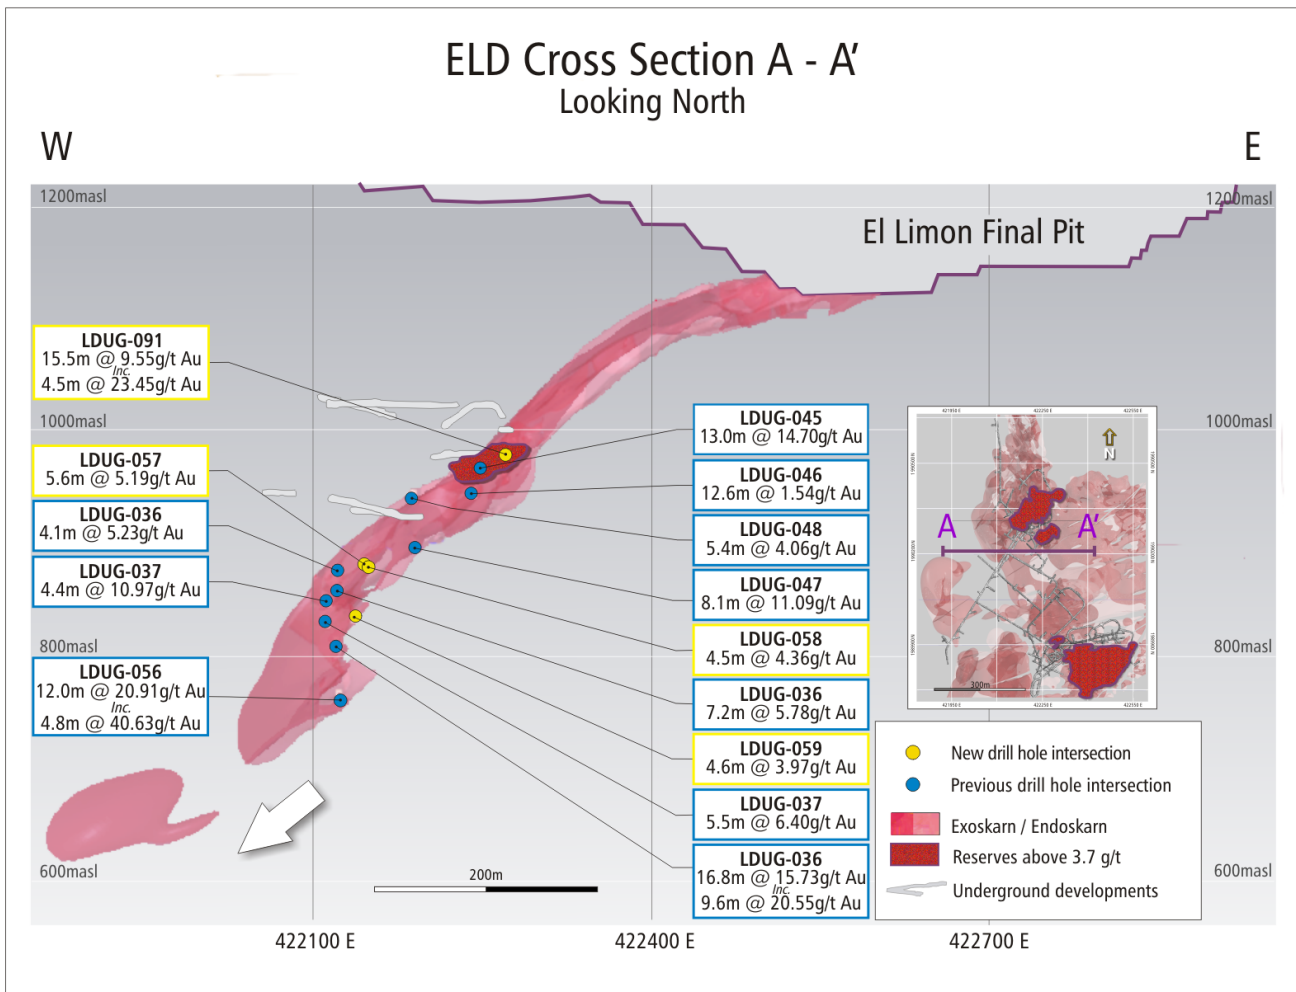 ELD Cross Section A - A'
Looking North
W
E
1200masl
1200masl
El Limon Final Pit
LDUG-091
15.5m @ 9.55g/t Au
Inc.
4.5m @ 23.45g/t Au
1000masl
1000masl
LDUG-057
5.6m @ 5.19g/t Au
LDUG-036
4.1m @ 5.23g/t Au
LDUG-037
4.4m @ 10.97g/t Au
800masl
800masl
LDUG-056
12.0m @ 20.91g/t Au
Inc.
4.8m @ 40.63g/t Au
LDUG-045
13.0m @ 14.70g/t Au
LDUG-046
12.6m @ 1.54g/t Au
LDUG-048
5.4m @ 4.06g/t Au
LDUG-047
8.1m @ 11.09g/t Au
LDUG-058
4.5m @ 4.36g/t Au
LDUG-036
7.2m @ 5.78g/t Au
LDUG-059
4.6m @ 3.97g/t Au
LDUG-037
5.5m @ 6.40g/t Au
LDUG-036
16.8m @ 15.73g/t Au
Inc.
9.6m @ 20.55g/t Au
421950 E
422250 E
422550 E
N
A
A'
300m
421950 E
422250 E
422550 E
New drill hole intersection
Previous drill hole intersection
Exoskarn / Endoskarn
Reserves above 3.7 g/t
Underground developments
600masl
600masl
200m
422100 E
422400 E
422700 E